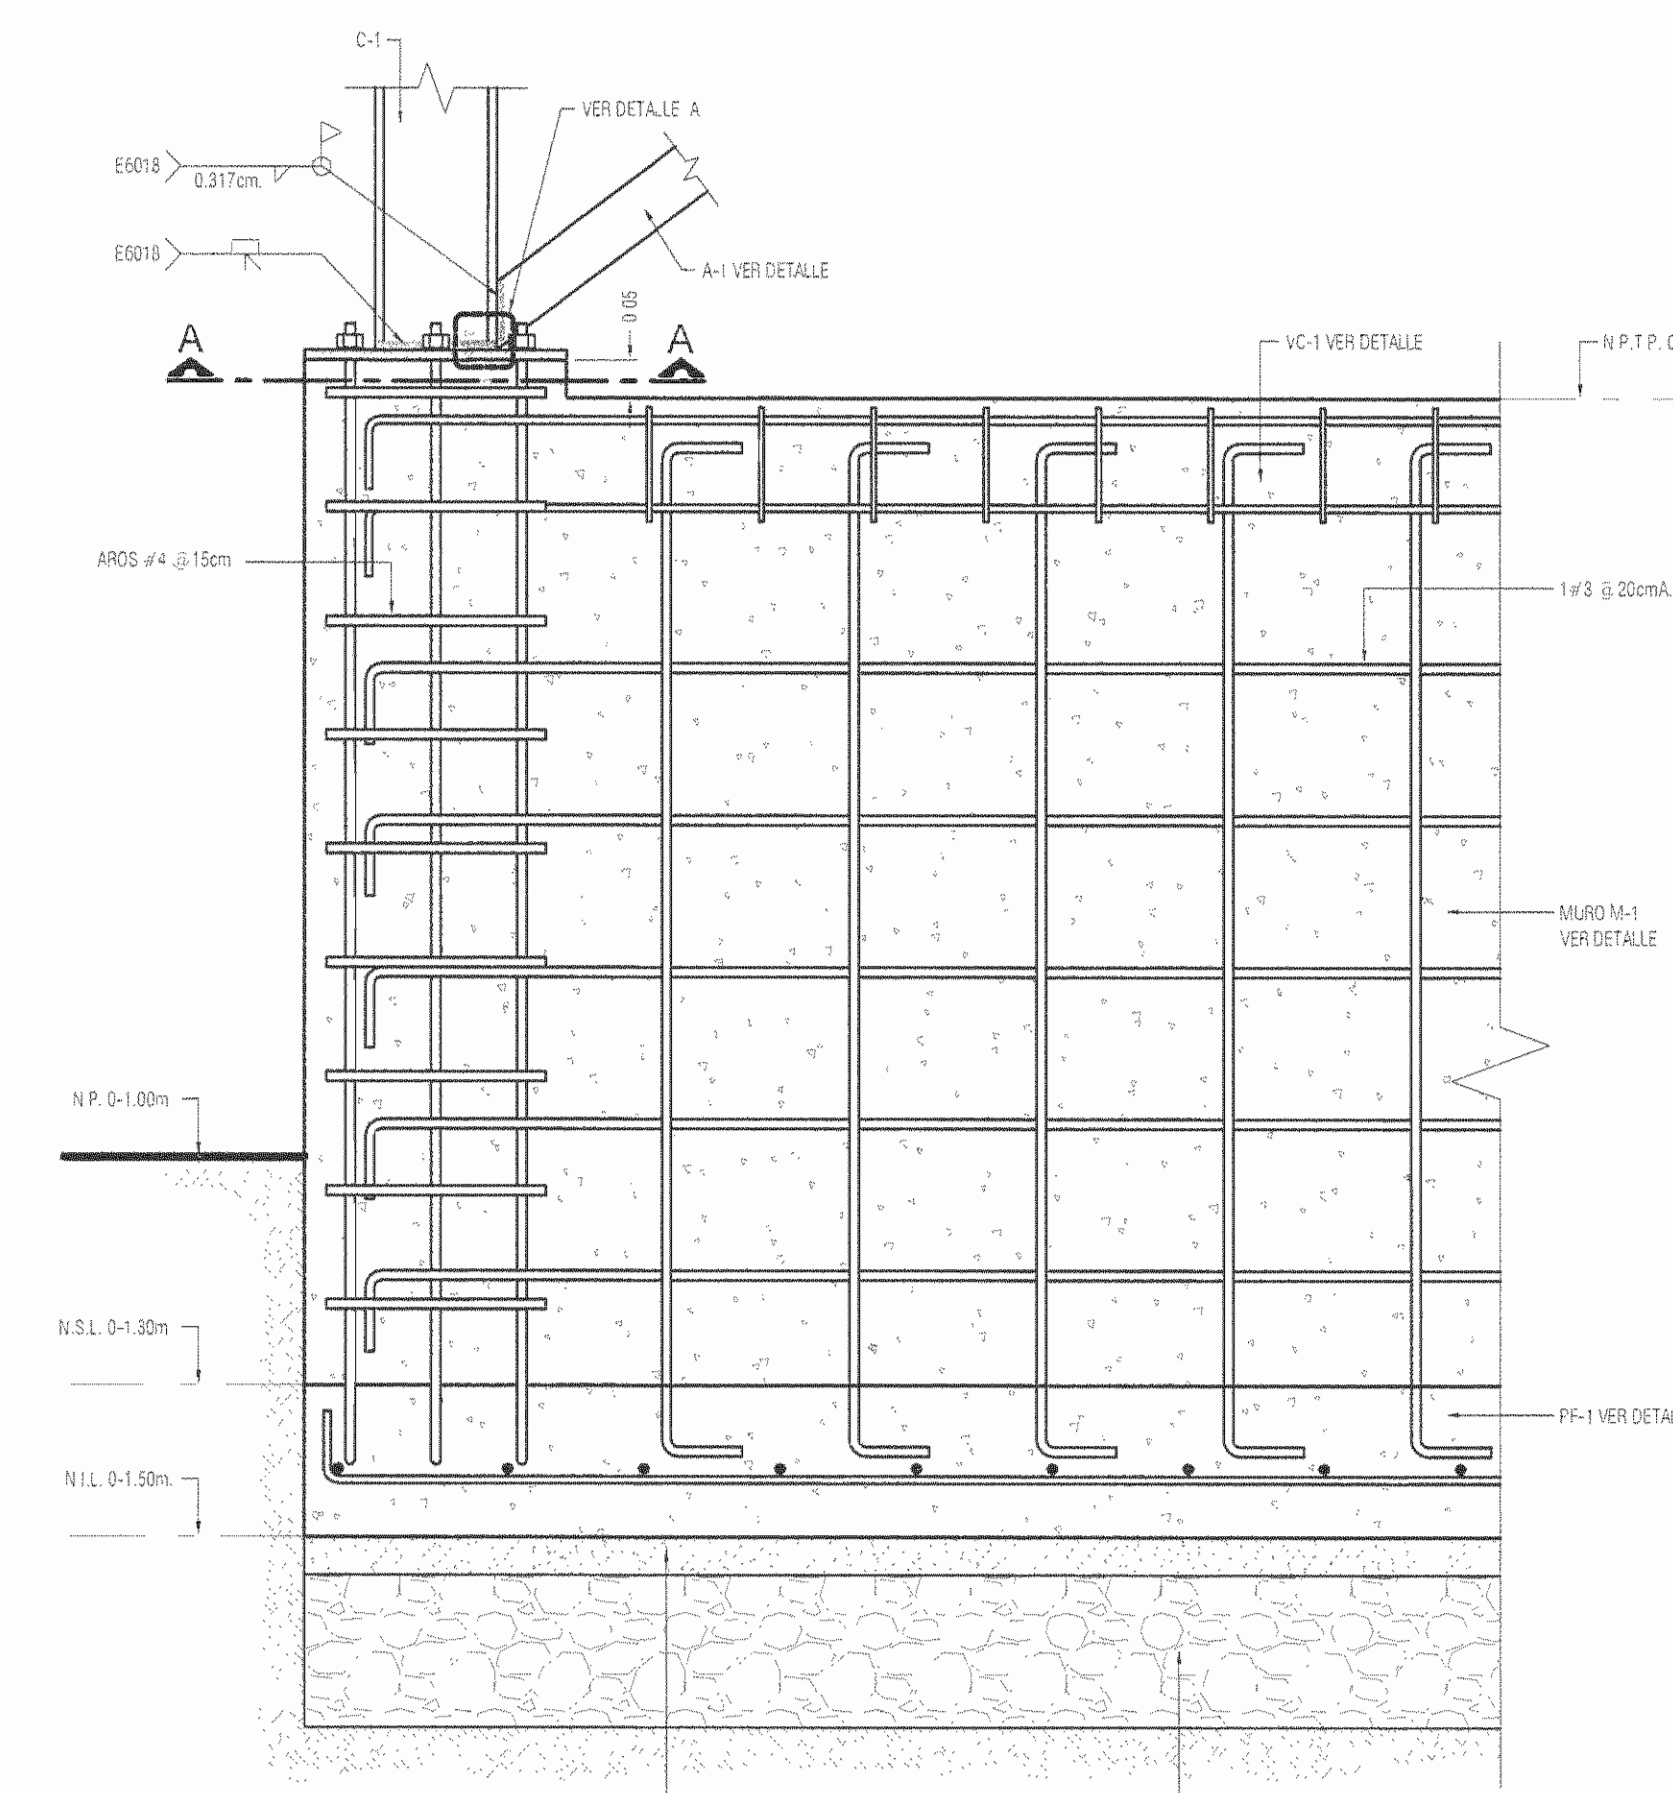 C-1
VER DETALLE A
E6018
0.317cm.
E6018
A-1 VER DETALLE
0.05
A
A
VC-1 VER DETALLE
N.P.T P. 0
AROS #4 @ 15cm
1#3 @ 20cmA.
MURO M-1
VER DETALLE
N.P. 0-1.00m
N.S.L. 0-1.30m
PF-1 VER DETAL
N.I.L. 0-1.50m.